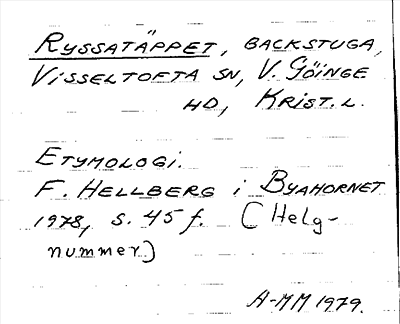 RYSSATÄPPET, BACKSTUGA,
VISSELTOFTA SN, V. GÖINGE
HD, KRIST. L.
ETYMOLOGI.
F. HELLBERG i BYAHORNET
1978, S. 45 f. (Helg-
nummer)
A-MM 1979.